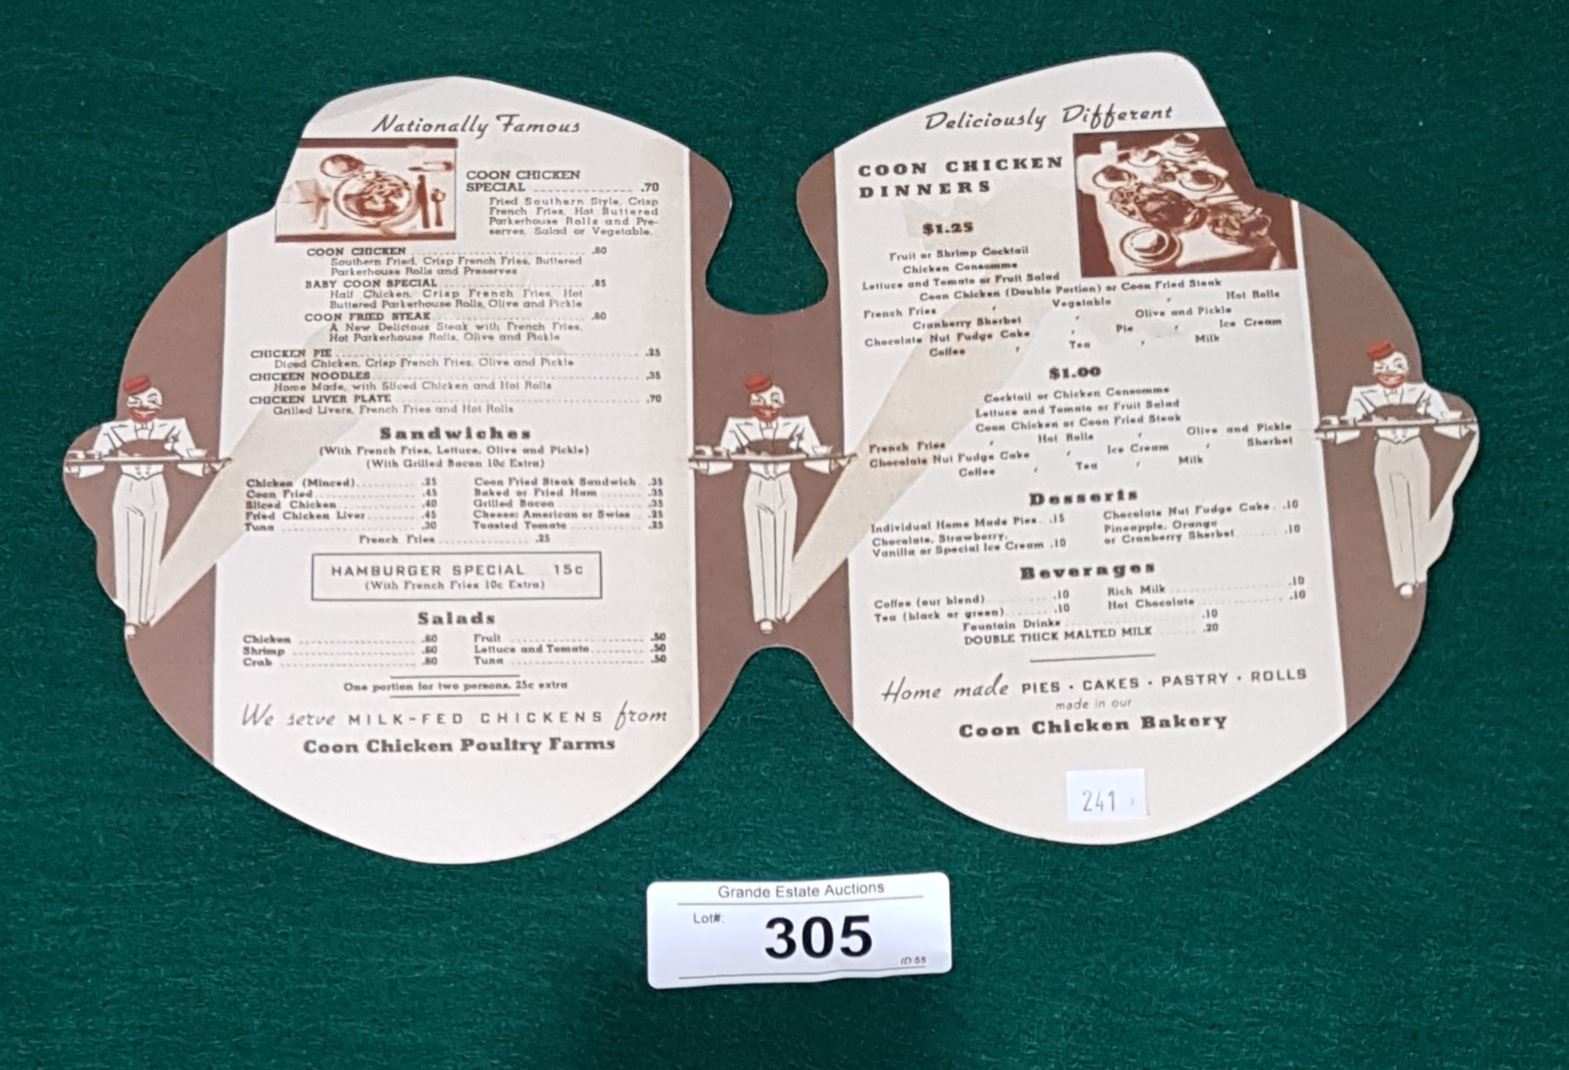 Nationally Famous
COON CHICKEN
SPECIAL .70
Fried Southern Style, Crisp
French Fries, Hot Buttered
Parkerhouse Rolls and Pre-
serves, Salad or Vegetable.
COON CHICKEN .60
Southern Fried, Crisp French Fries, Buttered
Parkerhouse Rolls and Preserves
BABY COON SPECIAL .85
Half Chicken, Crisp French Fries, Hot
Buttered Parkerhouse Rolls, Olive and Pickle
COON FRIED STEAK .60
A New Delicious Steak with French Fries,
Hot Parkerhouse Rolls, Olive and Pickle
CHICKEN PIE .25
Diced Chicken, Crisp French Fries, Olive and Pickle
CHICKEN NOODLES .35
Home Made, with Sliced Chicken and Hot Rolls
CHICKEN LIVER PLATE .70
Grilled Livers, French Fries and Hot Rolls
Sandwiches
(With French Fries, Lettuce, Olive and Pickle)
(With Grilled Bacon 10c Extra)
Chicken (Minced) .25
Coon Fried .45
Sliced Chicken .40
Fried Chicken Liver .45
Tuna .30
Coon Fried Steak Sandwich .35
Baked or Fried Ham .35
Grilled Bacon .35
Cheese: American or Swiss .25
Toasted Tomato .25
French Fries .25
HAMBURGER SPECIAL 15c
(With French Fries 10c Extra)
Salads
Chicken .60
Shrimp .60
Crab .60
Fruit .50
Lettuce and Tomato .50
Tuna .50
One portion for two persons, 25c extra
We serve MILK-FED CHICKENS from
Coon Chicken Poultry Farms
Deliciously Different
COON CHICKEN
DINNERS
$1.25
Fruit or Shrimp Cocktail
Chicken Consomme
Lettuce and Tomato or Fruit Salad
Coon Chicken (Double Portion) or Coon Fried Steak
French Fries , Vegetable , Hot Rolls
Cranberry Sherbet , Olive and Pickle
Chocolate Nut Fudge Cake , Pie , Ice Cream
Coffee , Tea , Milk
$1.00
Cocktail or Chicken Consomme
Lettuce and Tomato or Fruit Salad
Coon Chicken or Coon Fried Steak
French Fries , Hot Rolls , Olive and Pickle
Chocolate Nut Fudge Cake , Ice Cream , Sherbet
Coffee , Tea , Milk
Desserts
Individual Home Made Pies .15
Chocolate, Strawberry,
Vanilla or Special Ice Cream .10
Chocolate Nut Fudge Cake .10
Pineapple, Orange
or Cranberry Sherbet .10
Beverages
Coffee (our blend) .10
Tea (black or green) .10
Rich Milk .10
Hot Chocolate .10
Fountain Drinks .10
DOUBLE THICK MALTED MILK .20
Home made PIES • CAKES • PASTRY • ROLLS
made in our
Coon Chicken Bakery
241
Grande Estate Auctions
Lot#:
305
ID:55